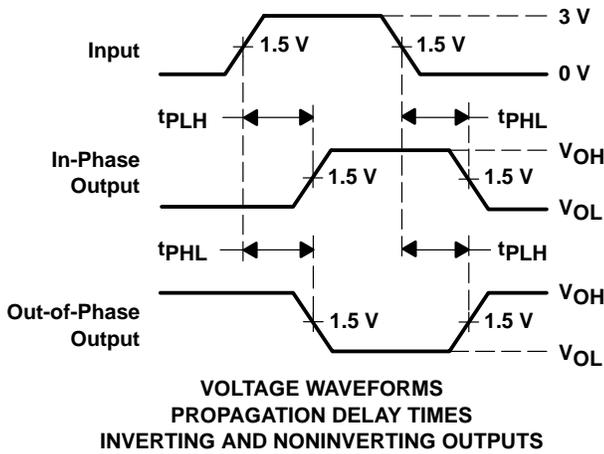 3 V
Input
1.5 V
1.5 V
0 V
tPLH
tPHL
In-Phase
Output
VOH
1.5 V
1.5 V
VOL
tPHL
tPLH
Out-of-Phase
Output
VOH
1.5 V
1.5 V
VOL
VOLTAGE WAVEFORMS
PROPAGATION DELAY TIMES
INVERTING AND NONINVERTING OUTPUTS